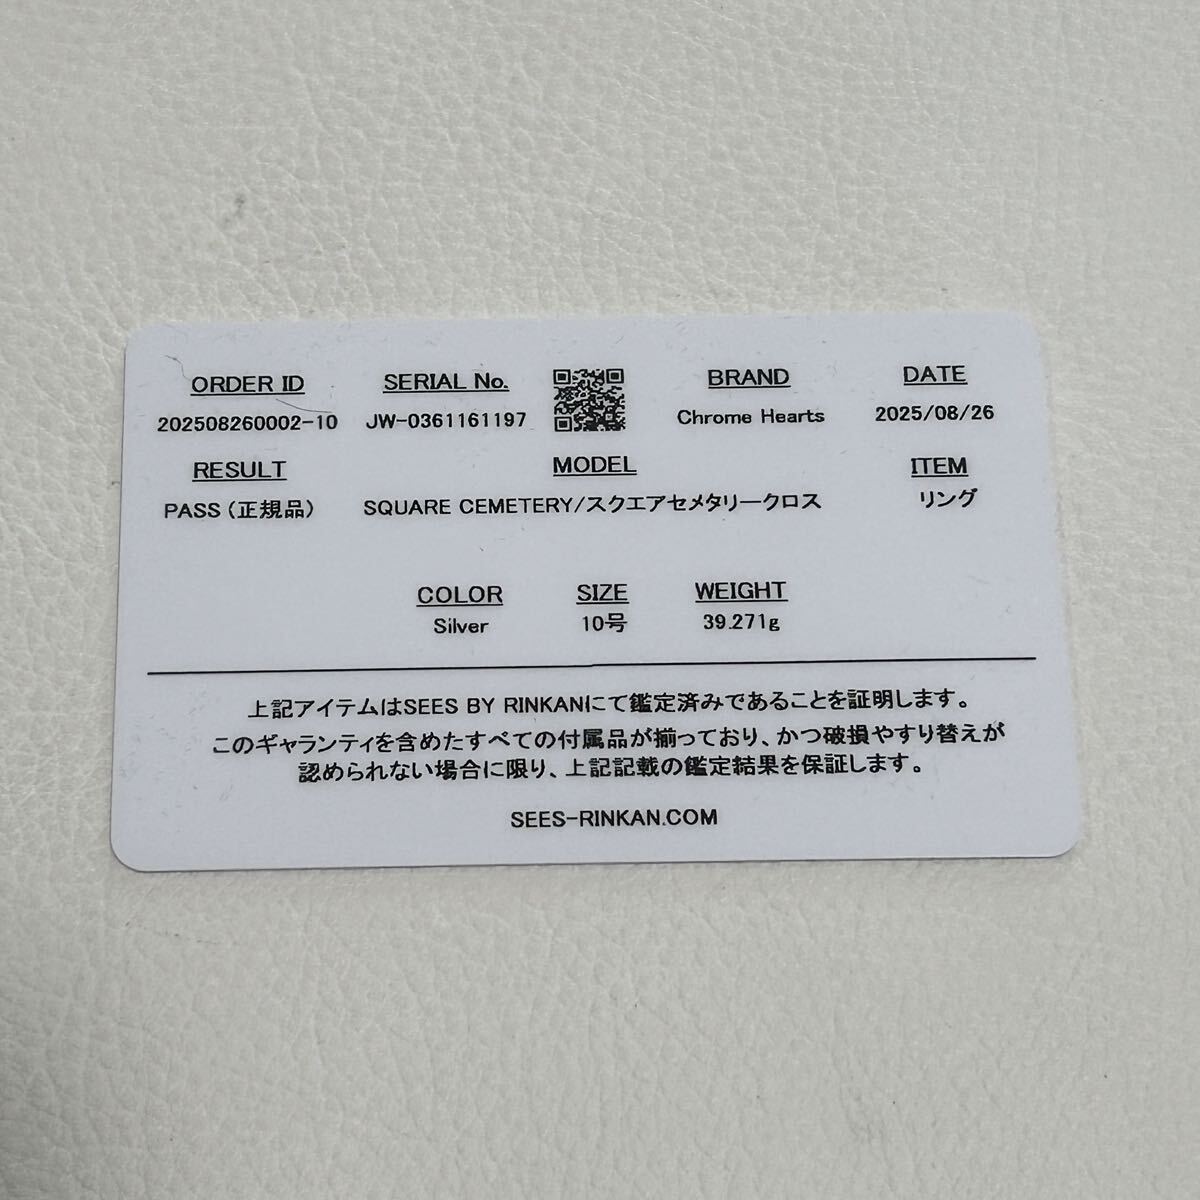 ORDER ID SERIAL No. BRAND DATE
202508260002-10 JW-0361161197 Chrome Hearts 2025/08/26
RESULT MODEL ITEM
PASS(正規品) SQUARE CEMETERY/スクエアセメタリークロス リング
COLOR SIZE WEIGHT
Silver 10号 39.271g
上記アイテムはSEES BY RINKANにて鑑定済みであることを証明します。
このギャランティを含めたすべての付属品が揃っており、かつ破損やすり替えが
認められない場合に限り、上記記載の鑑定結果を保証します。
SEES-RINKAN.COM